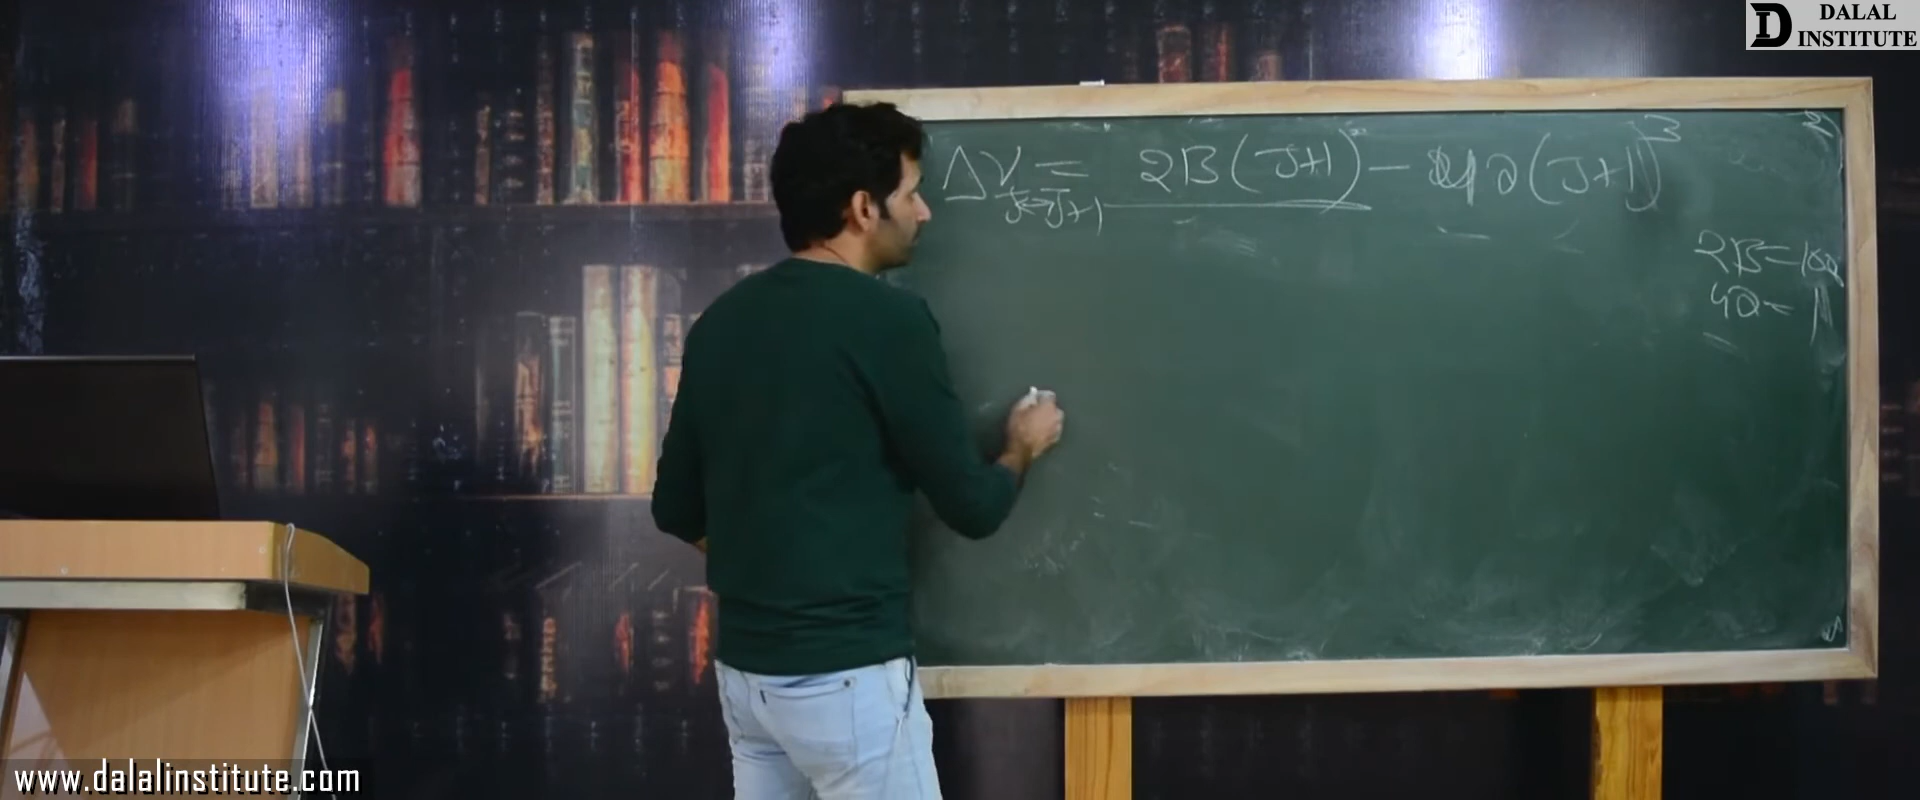 DALAL
INSTITUTE
Δν = 2B(J+1) - 4D(J+1)³
J↔J+1
2B=100
4D= 1
www.dalalinstitute.com